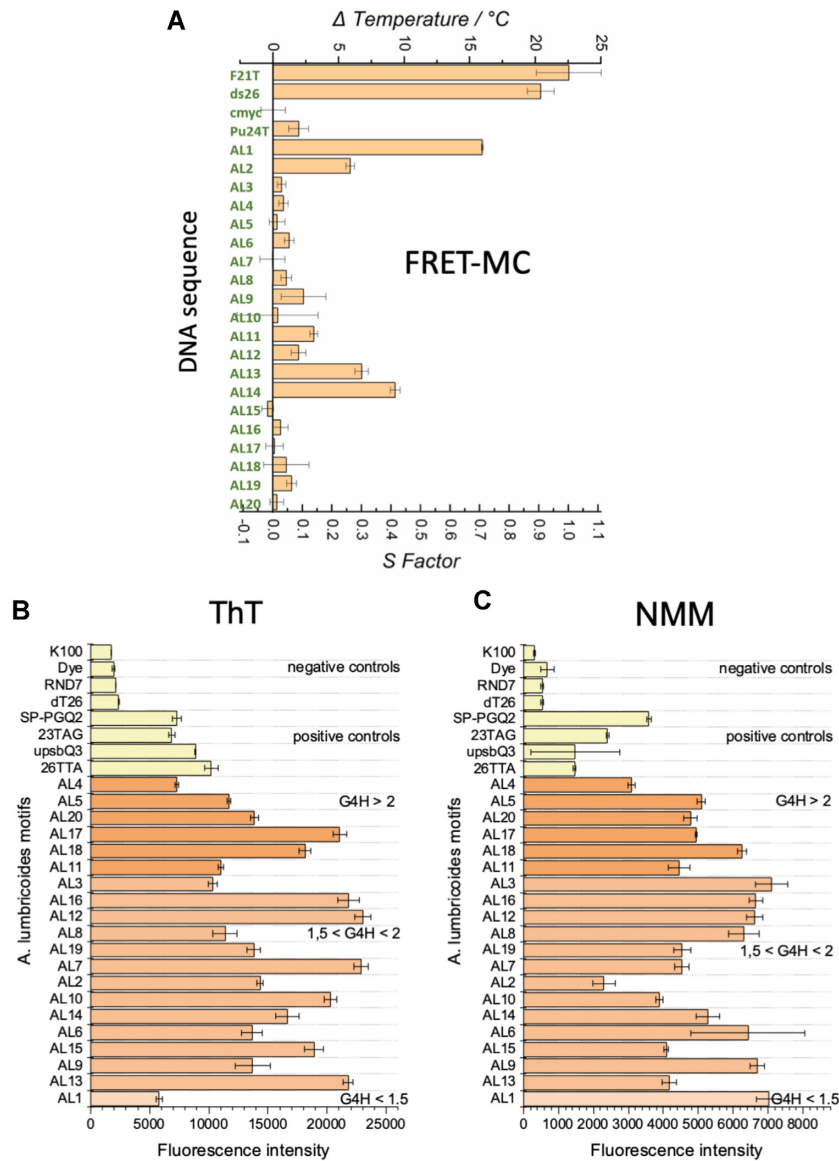 A
Δ Temperature / °C
0 5 10 15 20 25
DNA sequence
F21T
ds26
cmyc
Pu24T
AL1
AL2
AL3
AL4
AL5
AL6
AL7
AL8
AL9
AL10
AL11
AL12
AL13
AL14
AL15
AL16
AL17
AL18
AL19
AL20
FRET-MC
-0.1 0.0 0.1 0.2 0.3 0.4 0.5 0.6 0.7 0.8 0.9 1.0 1.1
S Factor
B
ThT
A. lumbricoides motifs
K100
Dye
RND7
dT26
SP-PGQ2
23TAG
upsbQ3
26TTA
AL4
AL5
AL20
AL17
AL18
AL11
AL3
AL16
AL12
AL8
AL19
AL7
AL2
AL10
AL14
AL6
AL15
AL9
AL13
AL1
negative controls
positive controls
G4H > 2
1,5 < G4H < 2
G4H < 1.5
0 5000 10000 15000 20000 25000
Fluorescence intensity
C
NMM
A. lumbricoides motifs
K100
Dye
RND7
dT26
SP-PGQ2
23TAG
upsbQ3
26TTA
AL4
AL5
AL20
AL17
AL18
AL11
AL3
AL16
AL12
AL8
AL19
AL7
AL2
AL10
AL14
AL6
AL15
AL9
AL13
AL1
negative controls
positive controls
G4H > 2
1,5 < G4H < 2
G4H < 1.5
0 1000 2000 3000 4000 5000 6000 7000 8000
Fluorescence intensity